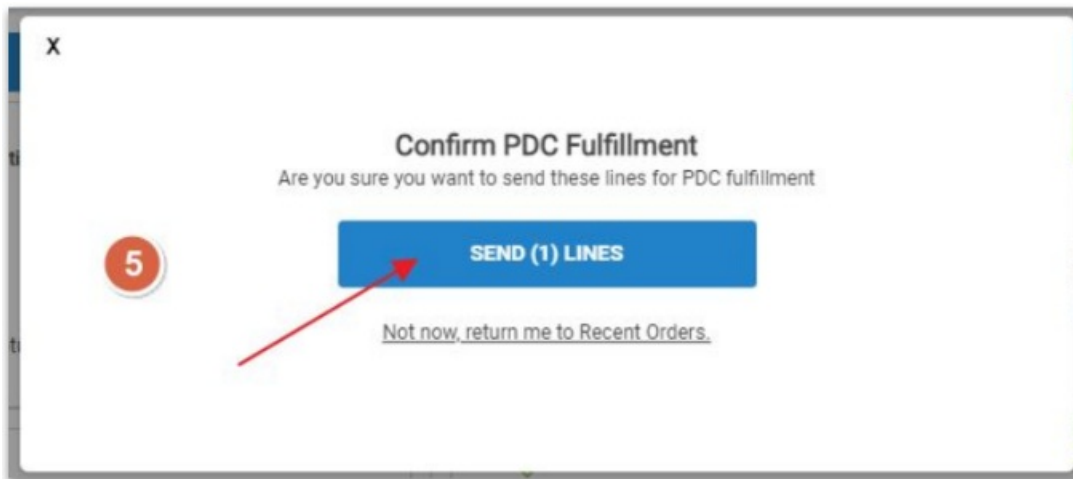 X
Confirm PDC Fulfillment
Are you sure you want to send these lines for PDC fulfillment
5
SEND (1) LINES
Not now, return me to Recent Orders.